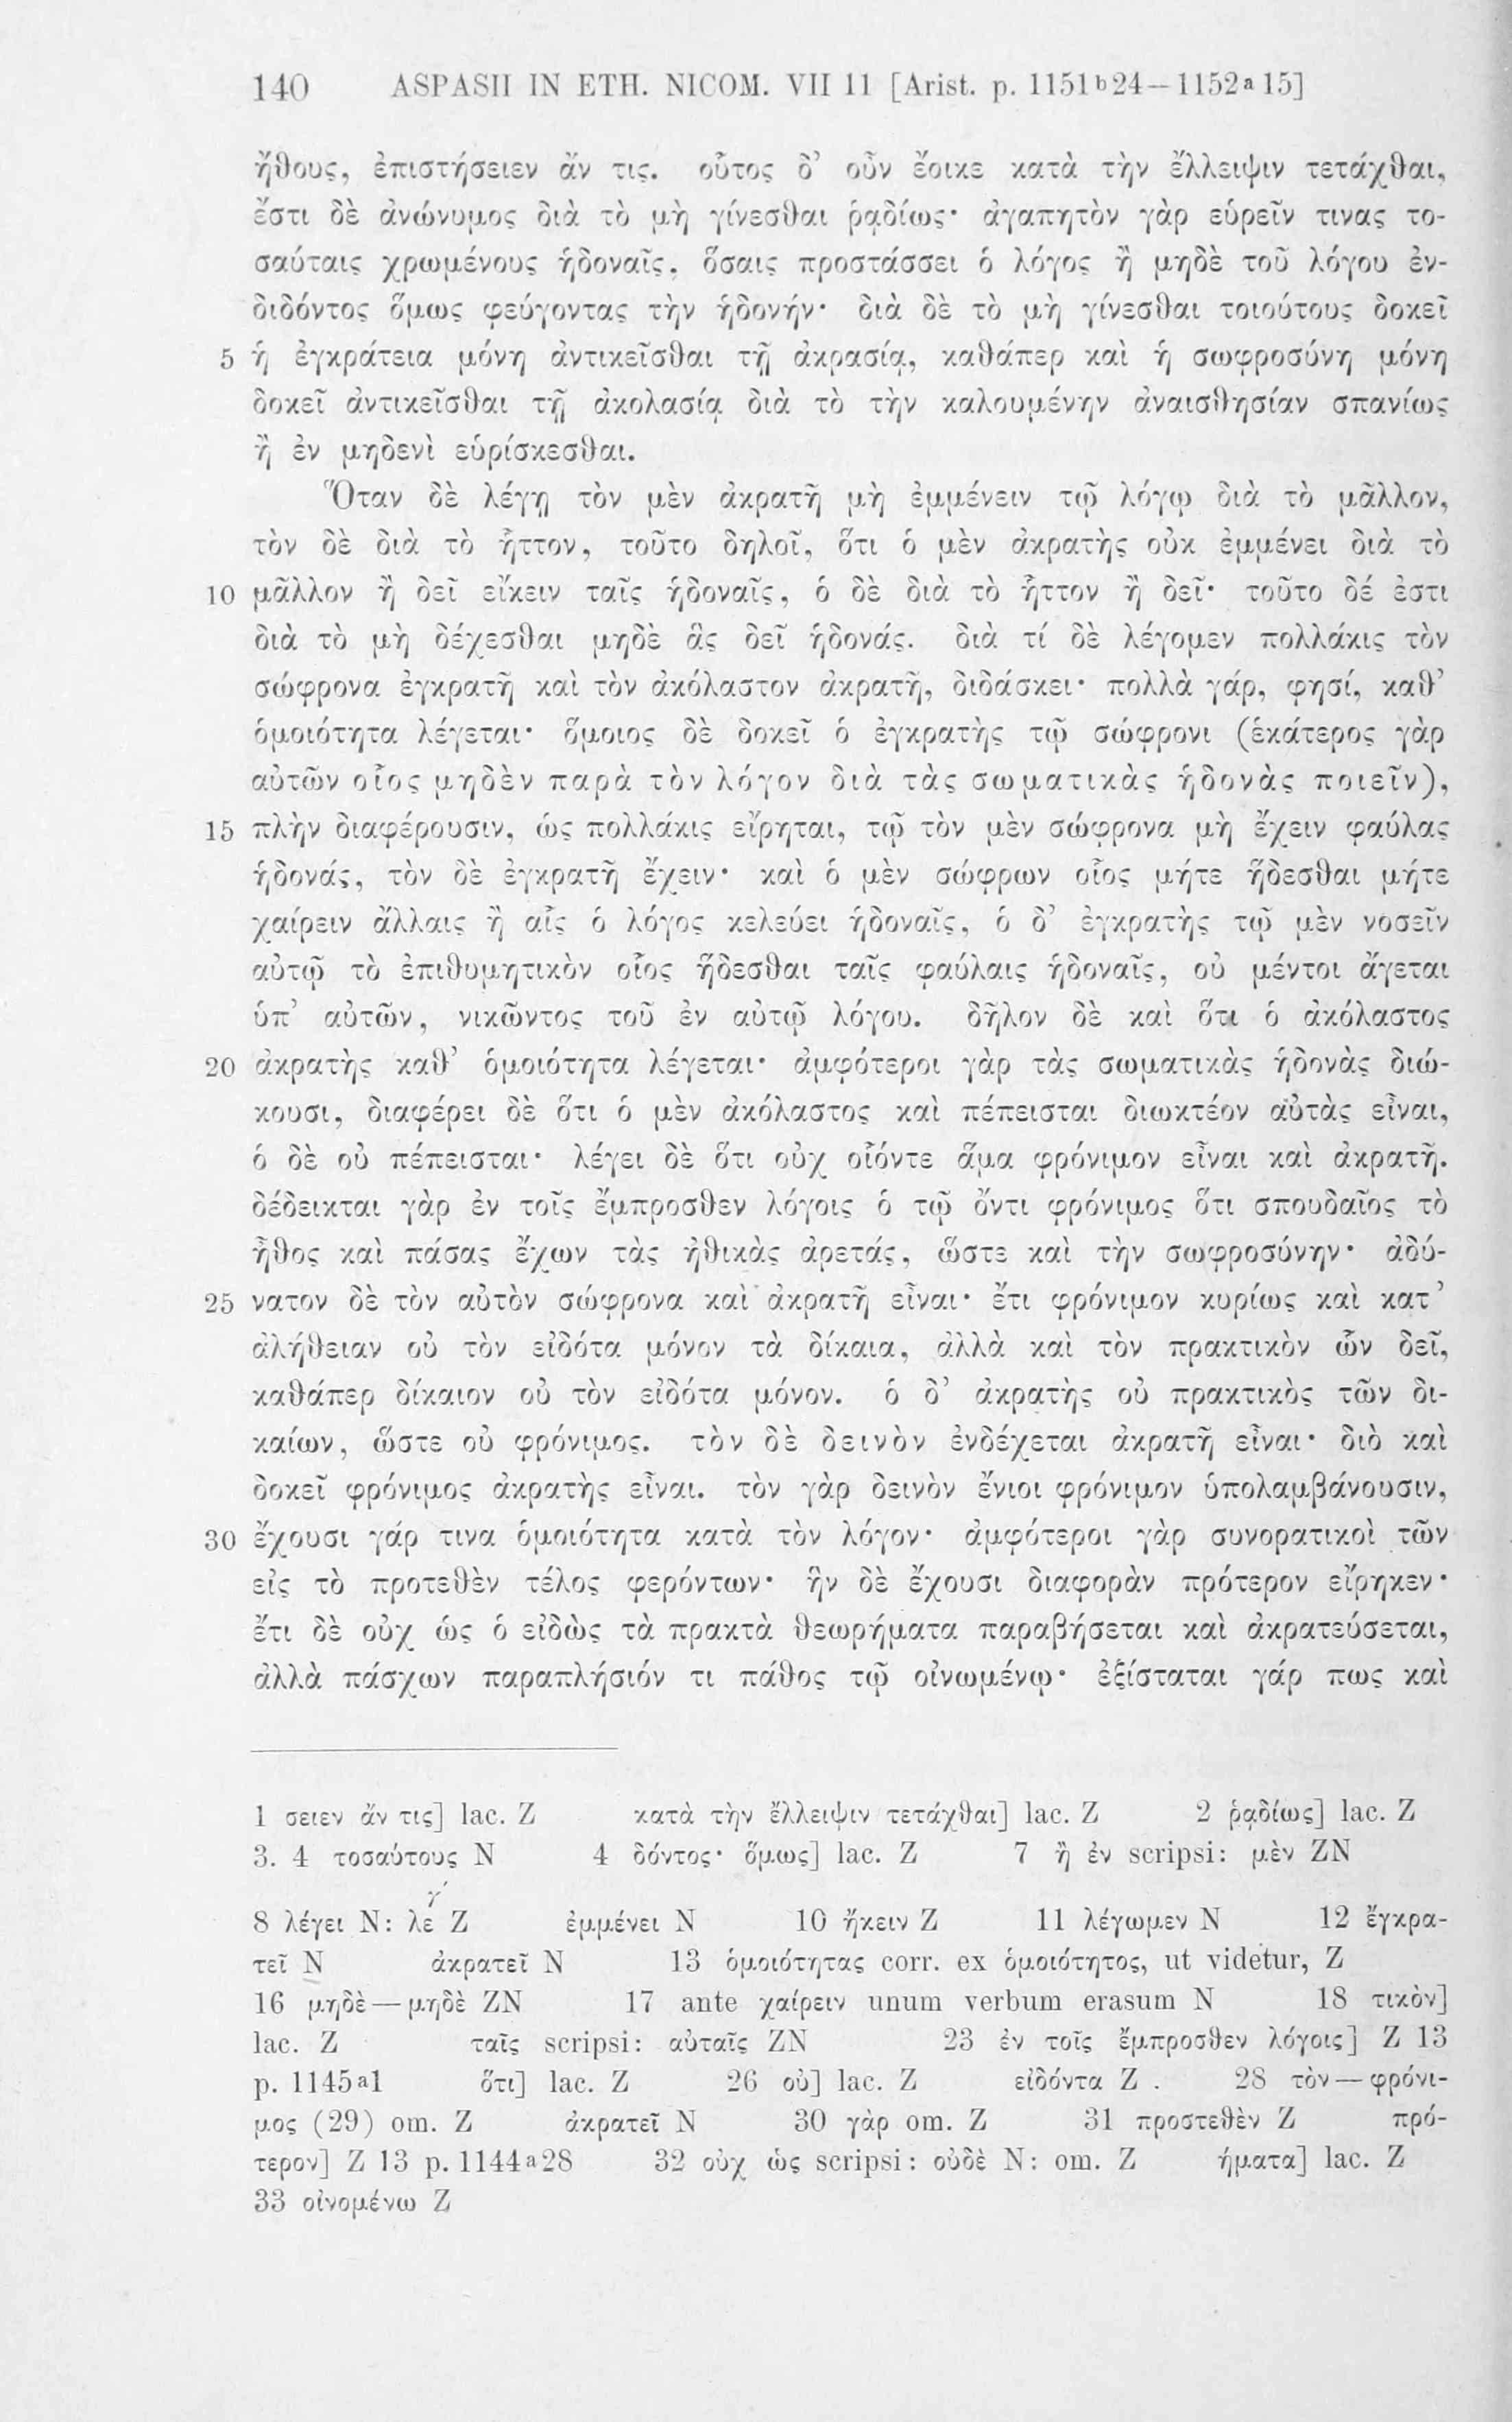 140 ASPASII IN ETH. NICOM. VII 11 [Arist. p. 1151ᵇ24—1152ᵃ15]
ἤθους, ἐπιστήσειεν ἄν τις. οὗτος δ’ οὖν ἔοικε κατὰ τὴν ἔλλειψιν τετάχθαι,
ἔστι δὲ ἀνώνυμος διὰ τὸ μὴ γίνεσθαι ῥᾳδίως· ἀγαπητὸν γὰρ εὑρεῖν τινας το-
σαύταις χρωμένους ἡδοναῖς, ὅσαις προστάσσει ὁ λόγος ἢ μηδὲ τοῦ λόγου ἐν-
διδόντος ὅμως φεύγοντας τὴν ἡδονήν· διὰ δὲ τὸ μὴ γίνεσθαι τοιούτους δοκεῖ
5 ἡ ἐγκράτεια μόνη ἀντικεῖσθαι τῇ ἀκρασίᾳ, καθάπερ καὶ ἡ σωφροσύνη μόνη
δοκεῖ ἀντικεῖσθαι τῇ ἀκολασίᾳ διὰ τὸ τὴν καλουμένην ἀναισθησίαν σπανίως
ἢ ἐν μηδενὶ εὑρίσκεσθαι.
Ὅταν δὲ λέγῃ τὸν μὲν ἀκρατῆ μὴ ἐμμένειν τῷ λόγῳ διὰ τὸ μᾶλλον,
τὸν δὲ διὰ τὸ ἧττον, τοῦτο δηλοῖ, ὅτι ὁ μὲν ἀκρατὴς οὐκ ἐμμένει διὰ τὸ
10 μᾶλλον ἢ δεῖ εἴκειν ταῖς ἡδοναῖς, ὁ δὲ διὰ τὸ ἧττον ἢ δεῖ· τοῦτο δέ ἐστι
διὰ τὸ μὴ δέχεσθαι μηδὲ ἃς δεῖ ἡδονάς. διὰ τί δὲ λέγομεν πολλάκις τὸν
σώφρονα ἐγκρατῆ καὶ τὸν ἀκόλαστον ἀκρατῆ, διδάσκει· πολλὰ γάρ, φησί, καθ’
ὁμοιότητα λέγεται· ὅμοιος δὲ δοκεῖ ὁ ἐγκρατὴς τῷ σώφρονι (ἑκάτερος γὰρ
αὐτῶν οἷος μηδὲν παρὰ τὸν λόγον διὰ τὰς σωματικὰς ἡδονὰς ποιεῖν),
15 πλὴν διαφέρουσιν, ὡς πολλάκις εἴρηται, τῷ τὸν μὲν σώφρονα μὴ ἔχειν φαύλας
ἡδονάς, τὸν δὲ ἐγκρατῆ ἔχειν· καὶ ὁ μὲν σώφρων οἷος μήτε ἥδεσθαι μήτε
χαίρειν ἄλλαις ἢ αἷς ὁ λόγος κελεύει ἡδοναῖς, ὁ δ’ ἐγκρατὴς τῷ μὲν νοσεῖν
αὐτῷ τὸ ἐπιθυμητικὸν οἷος ἥδεσθαι ταῖς φαύλαις ἡδοναῖς, οὐ μέντοι ἄγεται
ὑπ’ αὐτῶν, νικῶντος τοῦ ἐν αὐτῷ λόγου. δῆλον δὲ καὶ ὅτι ὁ ἀκόλαστος
20 ἀκρατὴς καθ’ ὁμοιότητα λέγεται· ἀμφότεροι γὰρ τὰς σωματικὰς ἡδονὰς διώ-
κουσι, διαφέρει δὲ ὅτι ὁ μὲν ἀκόλαστος καὶ πέπεισται διωκτέον αὐτὰς εἶναι,
ὁ δὲ οὐ πέπεισται· λέγει δὲ ὅτι οὐχ οἷόντε ἅμα φρόνιμον εἶναι καὶ ἀκρατῆ.
δέδεικται γὰρ ἐν τοῖς ἔμπροσθεν λόγοις ὁ τῷ ὄντι φρόνιμος ὅτι σπουδαῖος τὸ
ἦθος καὶ πάσας ἔχων τὰς ἠθικὰς ἀρετάς, ὥστε καὶ τὴν σωφροσύνην· ἀδύ-
25 νατον δὲ τὸν αὐτὸν σώφρονα καὶ ἀκρατῆ εἶναι· ἔτι φρόνιμον κυρίως καὶ κατ’
ἀλήθειαν οὐ τὸν εἰδότα μόνον τὰ δίκαια, ἀλλὰ καὶ τὸν πρακτικὸν ὧν δεῖ,
καθάπερ δίκαιον οὐ τὸν εἰδότα μόνον. ὁ δ’ ἀκρατὴς οὐ πρακτικὸς τῶν δι-
καίων, ὥστε οὐ φρόνιμος. τὸν δὲ δεινὸν ἐνδέχεται ἀκρατῆ εἶναι· διὸ καὶ
δοκεῖ φρόνιμος ἀκρατὴς εἶναι. τὸν γὰρ δεινὸν ἔνιοι φρόνιμον ὑπολαμβάνουσιν,
30 ἔχουσι γάρ τινα ὁμοιότητα κατὰ τὸν λόγον· ἀμφότεροι γὰρ συνορατικοὶ τῶν
εἰς τὸ προτεθὲν τέλος φερόντων· ἣν δὲ ἔχουσι διαφορὰν πρότερον εἴρηκεν·
ἔτι δὲ οὐχ ὡς ὁ εἰδὼς τὰ πρακτὰ θεωρήματα παραβήσεται καὶ ἀκρατεύσεται,
ἀλλὰ πάσχων παραπλήσιόν τι πάθος τῷ οἰνωμένῳ· ἐξίσταται γάρ πως καὶ
1 σειεν ἄν τις] lac. Z κατὰ τὴν ἔλλειψιν τετάχθαι] lac. Z 2 ῥᾳδίως] lac. Z
3. 4 τοσαύτους N 4 δόντος· ὅμως] lac. Z 7 ἢ ἐν scripsi: μὲν ZN
8 λέγει N: λεγ´ Z ἐμμένει N 10 ἥκειν Z 11 λέγωμεν N 12 ἔγκρα-
τεῖ N ἀκρατεῖ N 13 ὁμοιότητας corr. ex ὁμοιότητος, ut videtur, Z
16 μηδὲ—μηδὲ ZN 17 ante χαίρειν unum verbum erasum N 18 τικὸν]
lac. Z ταῖς scripsi: αὐταῖς ZN 23 ἐν τοῖς ἔμπροσθεν λόγοις] Z 13
p. 1145ᵃ1 ὅτι] lac. Z 26 οὐ] lac. Z εἰδόντα Z 28 τὸν—φρόνι-
μος (29) om. Z ἀκρατεῖ N 30 γὰρ om. Z 31 προστεθὲν Z πρό-
τερον] Z 13 p. 1144ᵃ28 32 οὐχ ὡς scripsi: οὐδὲ N: om. Z ήματα] lac. Z
33 οἰνομένω Z